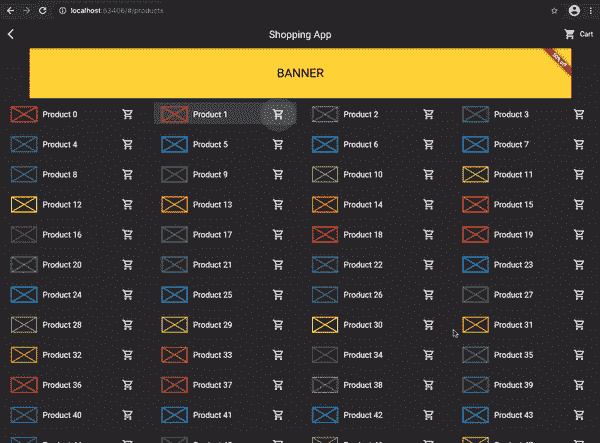 localhost:63406/#/products
Shopping App
Cart
BANNER
Product 0
Product 1
Product 2
Product 3
Product 4
Product 5
Product 6
Product 7
Product 8
Product 9
Product 10
Product 11
Product 12
Product 13
Product 14
Product 15
Product 16
Product 17
Product 18
Product 19
Product 20
Product 21
Product 22
Product 23
Product 24
Product 25
Product 26
Product 27
Product 28
Product 29
Product 30
Product 31
Product 32
Product 33
Product 34
Product 35
Product 36
Product 37
Product 38
Product 39
Product 40
Product 41
Product 42
Product 43